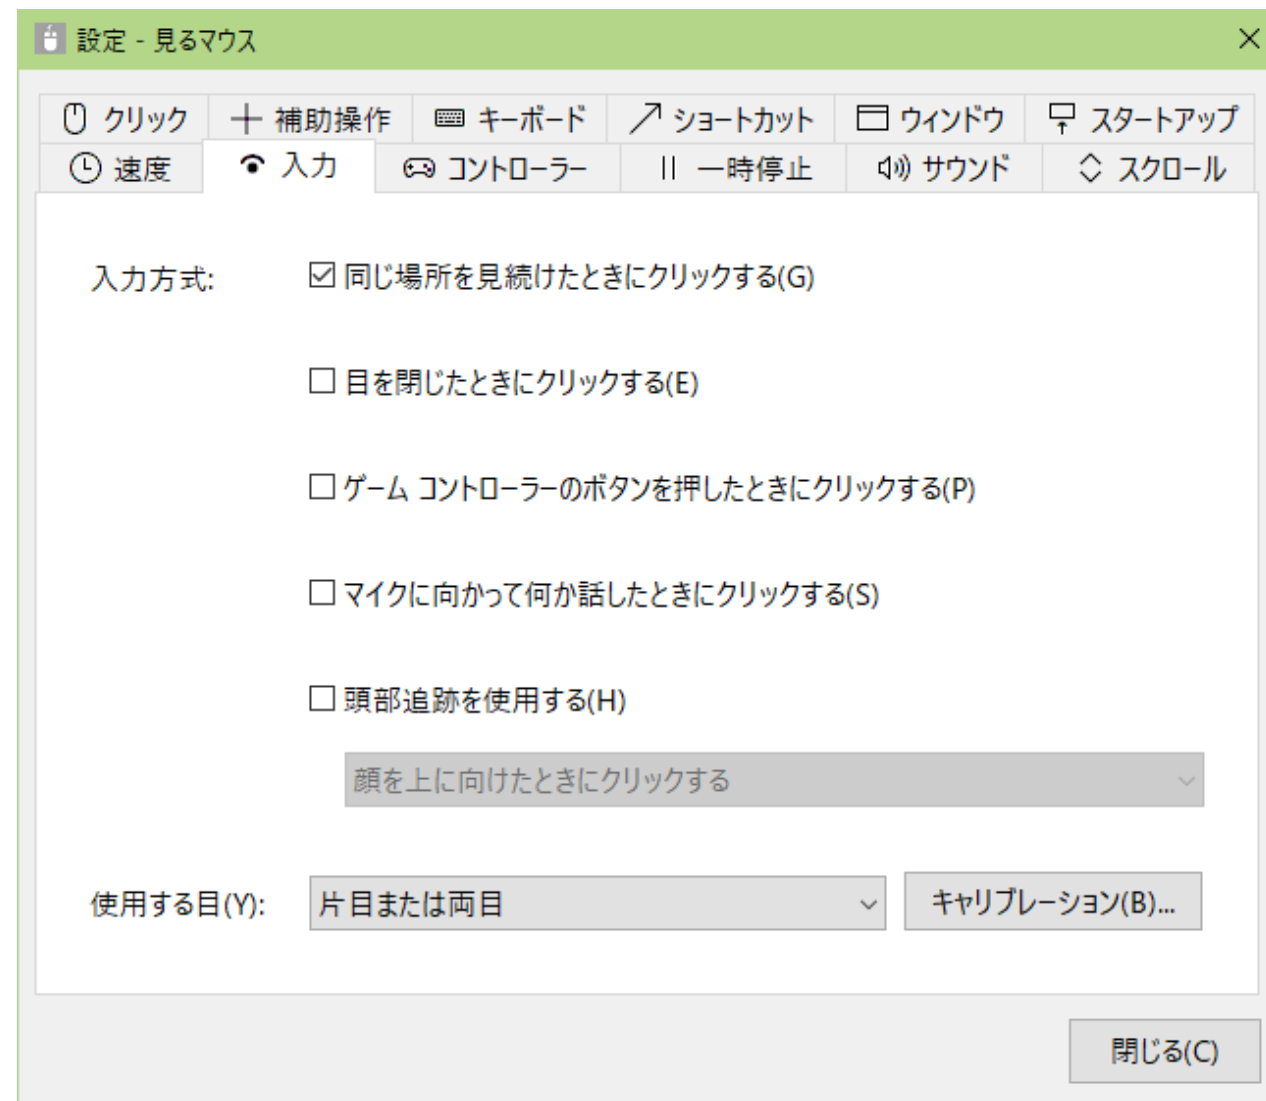 設定 - 見るマウス
クリック 補助操作 キーボード ショートカット ウィンドウ スタートアップ
速度 入力 コントローラー 一時停止 サウンド スクロール
入力方式: 同じ場所を見続けたときにクリックする(G)
目を閉じたときにクリックする(E)
ゲーム コントローラーのボタンを押したときにクリックする(P)
マイクに向かって何か話したときにクリックする(S)
頭部追跡を使用する(H)
顔を上に向けたときにクリックする
使用する目(Y): 片目または両目 キャリブレーション(B)...
閉じる(C)